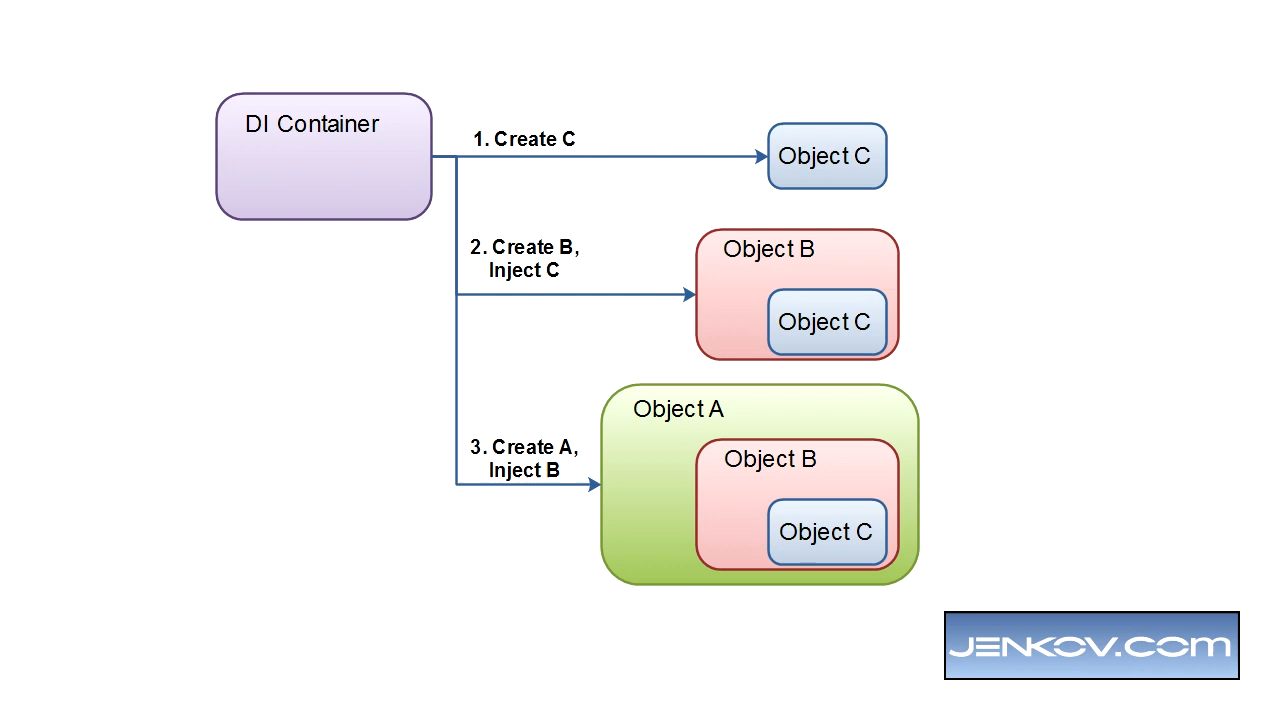 DI Container
1. Create C
Object C
2. Create B,
Inject C
Object B
Object C
3. Create A,
Inject B
Object A
Object B
Object C
JENKOV.COM